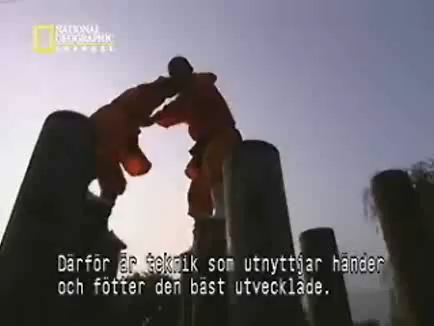 NATIONAL
GEOGRAPHIC
CHANNEL
Därför är teknik som utnyttjar händer
och fötter den bäst utvecklade.